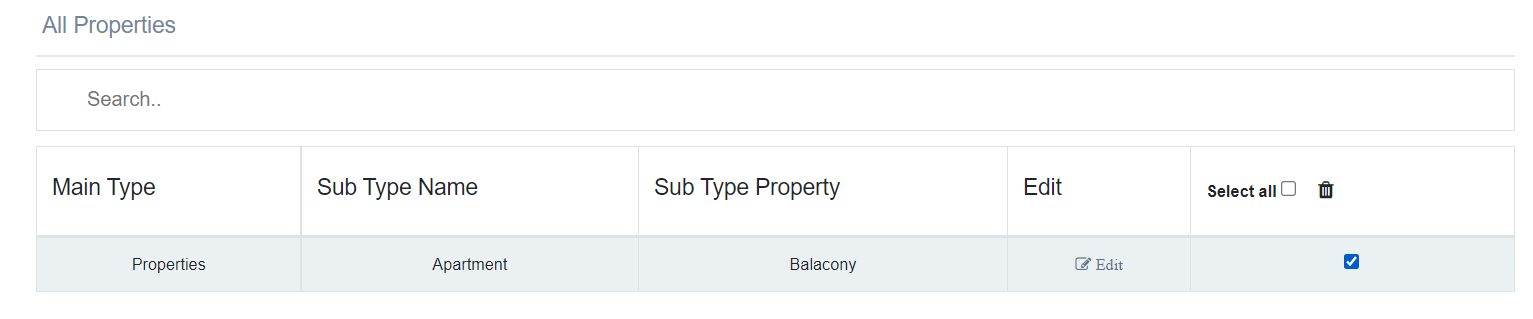 All Properties
Search..
Main Type Sub Type Name Sub Type Property Edit Select all
Properties Apartment Balacony Edit